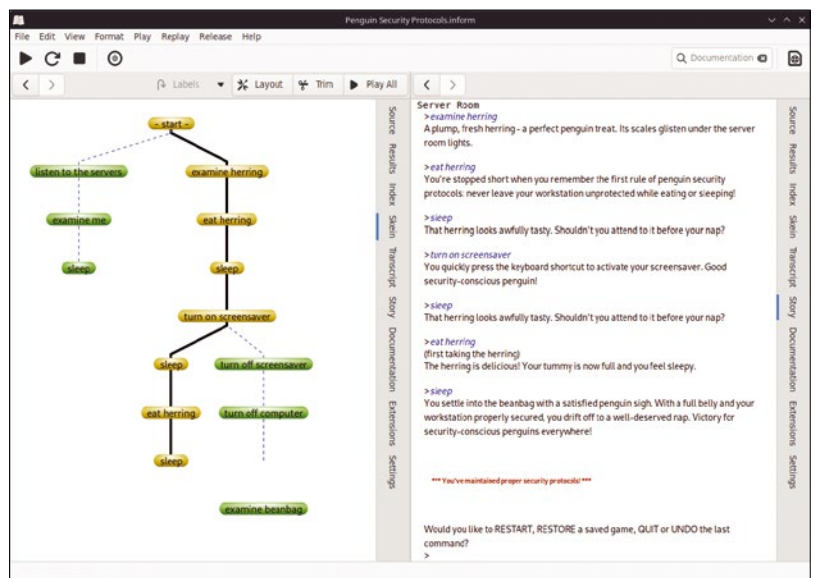 Penguin Security Protocols.inform
File Edit View Format Play Replay Release Help
Documentation
Labels Layout Trim Play All
- start -
listen to the servers
examine herring
examine me
eat herring
sleep
sleep
turn on screensaver
sleep
turn off screensaver
eat herring
turn off computer
sleep
examine beanbag
Source
Results
Index
Skein
Transcript
Story
Documentation
Extensions
Settings
Server Room
>examine herring
A plump, fresh herring - a perfect penguin treat. Its scales glisten under the server
room lights.
>eat herring
You're stopped short when you remember the first rule of penguin security
protocols: never leave your workstation unprotected while eating or sleeping!
>sleep
That herring looks awfully tasty. Shouldn't you attend to it before your nap?
>turn on screensaver
You quickly press the keyboard shortcut to activate your screensaver. Good
security-conscious penguin!
>sleep
That herring looks awfully tasty. Shouldn't you attend to it before your nap?
>eat herring
(first taking the herring)
The herring is delicious! Your tummy is now full and you feel sleepy.
>sleep
You settle into the beanbag with a satisfied penguin sigh. With a full belly and your
workstation properly secured, you drift off to a well-deserved nap. Victory for
security-conscious penguins everywhere!
*** You've maintained proper security protocols! ***
Would you like to RESTART, RESTORE a saved game, QUIT or UNDO the last
command?
>
Source
Results
Index
Skein
Transcript
Story
Documentation
Extensions
Settings